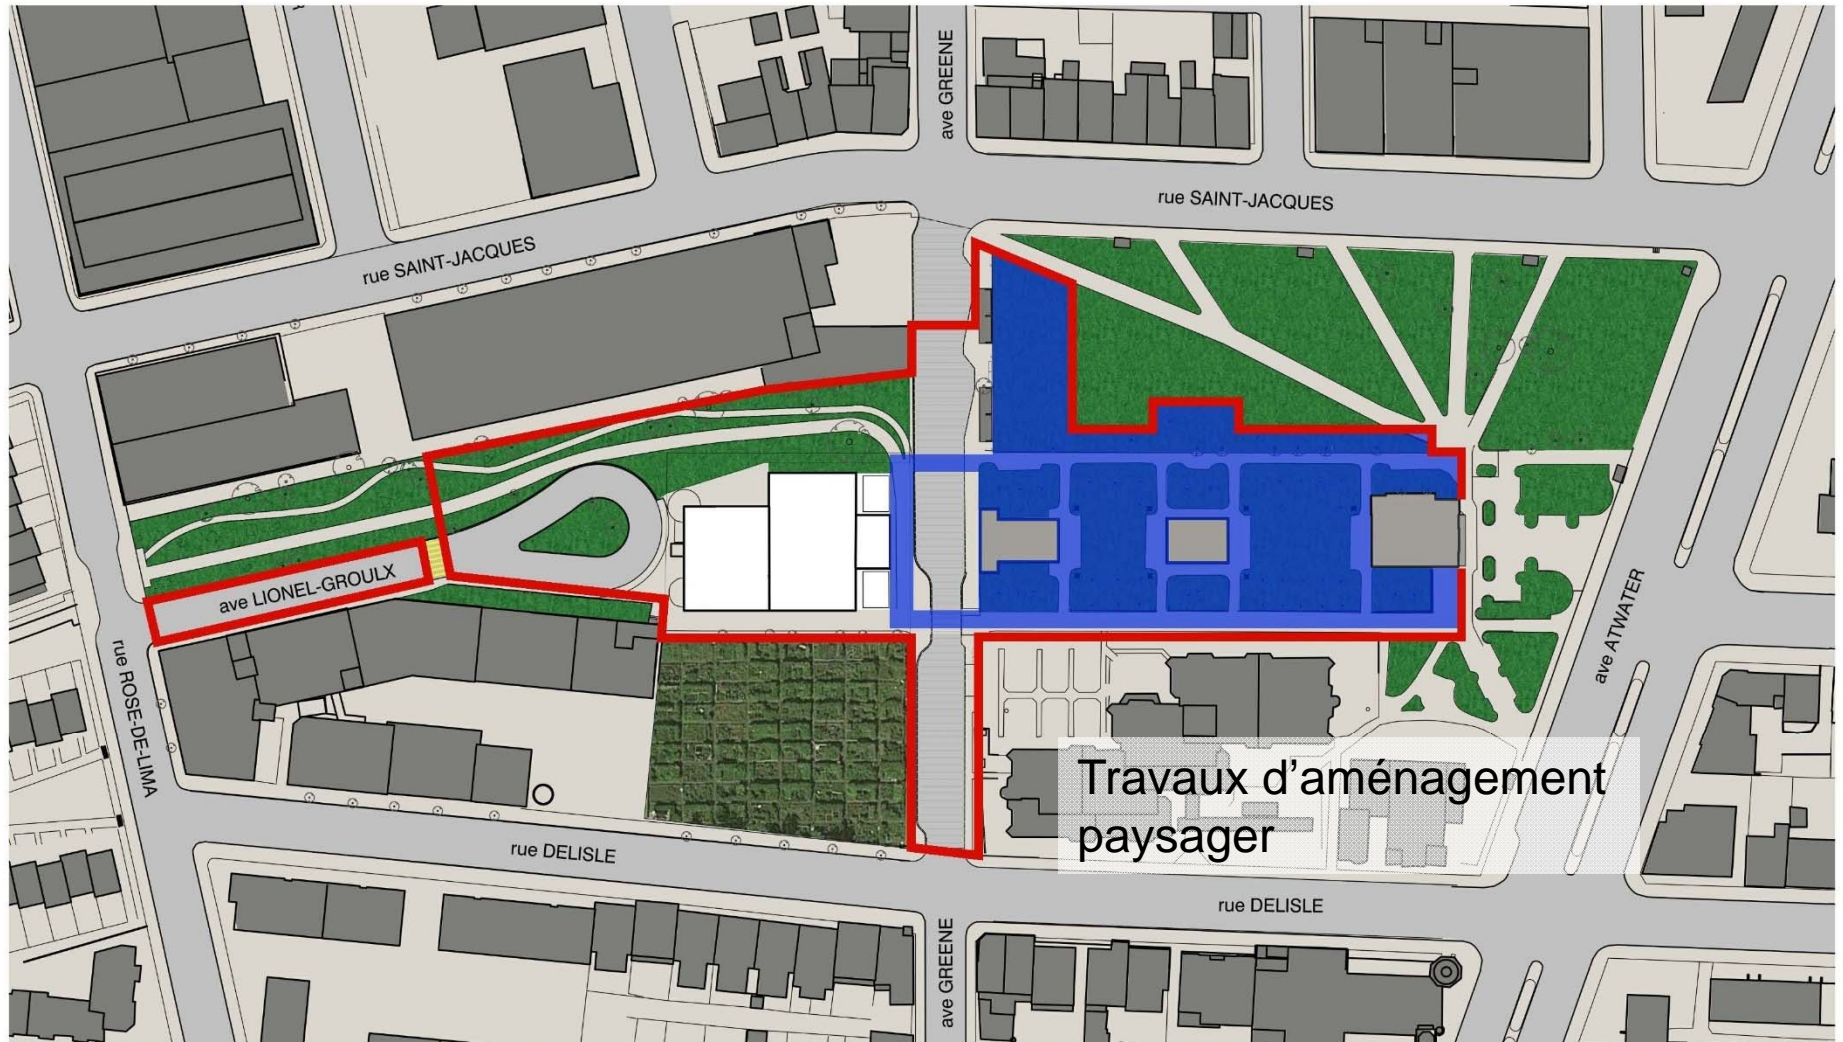 ave GREENE
rue SAINT-JACQUES
rue SAINT-JACQUES
ave LIONEL-GROULX
rue ROSE-DE-LIMA
ave ATWATER
Travaux d’aménagement
paysager
rue DELISLE
rue DELISLE
ave GREENE